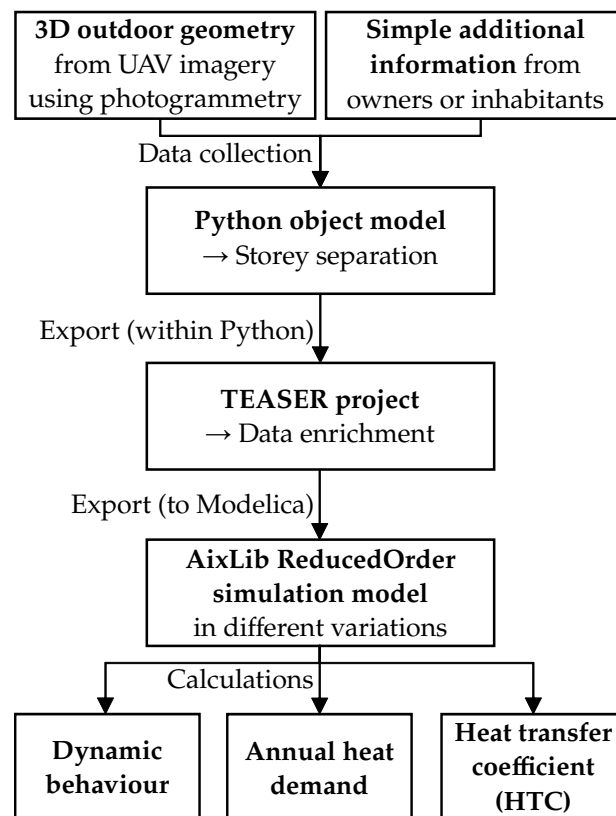 3D outdoor geometry
from UAV imagery
using photogrammetry
Simple additional
information from
owners or inhabitants
Data collection
Python object model
→ Storey separation
Export (within Python)
TEASER project
→ Data enrichment
Export (to Modelica)
AixLib ReducedOrder
simulation model
in different variations
Calculations
Dynamic
behaviour
Annual heat
demand
Heat transfer
coefficient
(HTC)